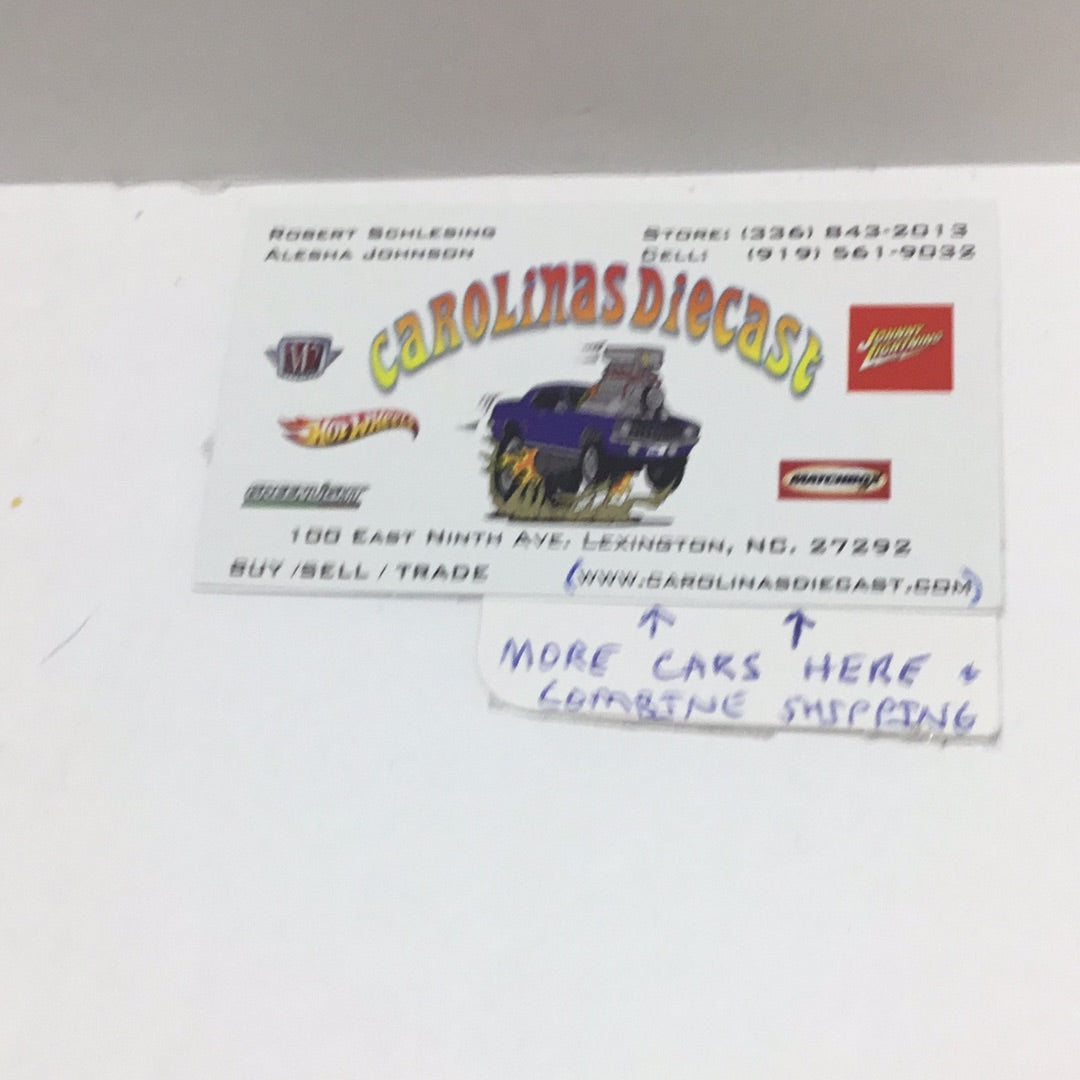 ROBERT SCHLESING
ALESHA JOHNSON
STORE: (336) 843-2013
CELL: (919) 561-9032
CAROLINAS DIECAST
M2
JOHNNY LIGHTNING
HOT WHEELS
GREENLIGHT
MATCHBOX
100 EAST NINTH AVE, LEXINGTON, NC. 27292
BUY /SELL / TRADE
(WWW.CAROLINASDIECAST.COM)
MORE CARS HERE +
COMBINE SHIPPING